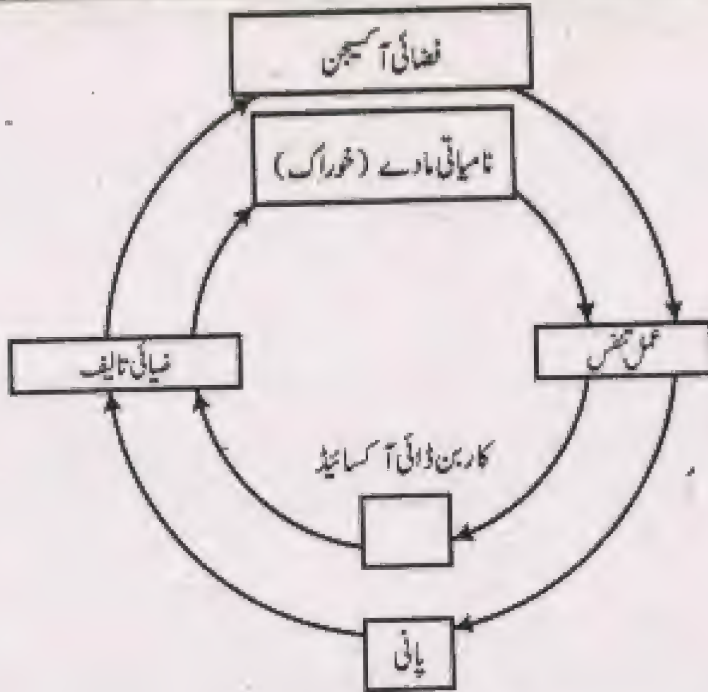 فضائی آکسیجن
نامیاتی مادے (خوراک)
عمل تنفس
ضیائی تالیف
کاربن ڈائی آکسائیڈ
پانی